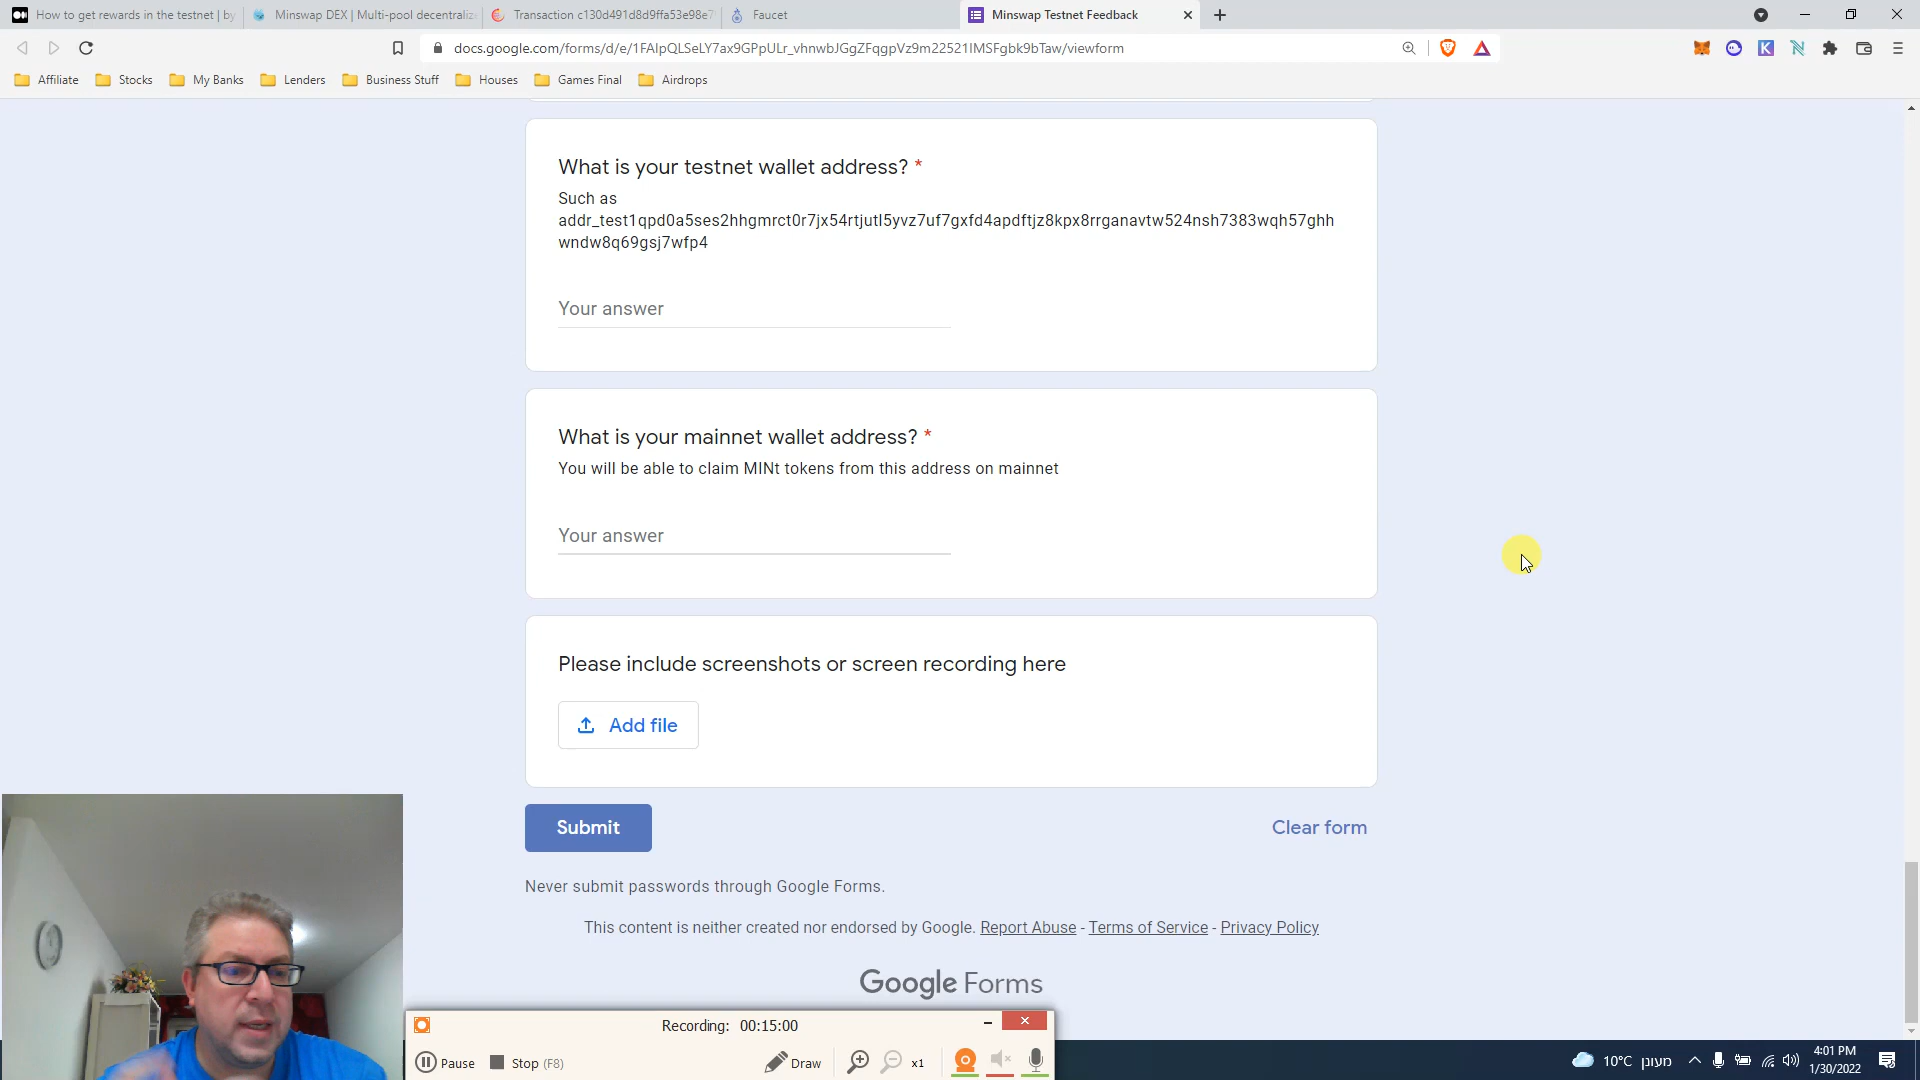 How to get rewards in the testnet | by
Minswap DEX | Multi-pool decentralize
Transaction c130d491d8d9ffa53e98e7
Faucet
Minswap Testnet Feedback
docs.google.com/forms/d/e/1FAIpQLSeLY7ax9GPpULr_vhnwbJGgZFqgpVz9m22521IMSFgbk9bTaw/viewform
Affiliate
Stocks
My Banks
Lenders
Business Stuff
Houses
Games Final
Airdrops
What is your testnet wallet address? *
Such as
addr_test1qpd0a5ses2hhgmrct0r7jx54rtjutl5yvz7uf7gxfd4apdftjz8kpx8rrganavtw524nsh7383wqh57ghh
wndw8q69gsj7wfp4
Your answer
What is your mainnet wallet address? *
You will be able to claim MINt tokens from this address on mainnet
Your answer
Please include screenshots or screen recording here
Add file
Submit
Clear form
Never submit passwords through Google Forms.
This content is neither created nor endorsed by Google. Report Abuse - Terms of Service - Privacy Policy
Google Forms
Recording: 00:15:00
Pause
Stop (F8)
Draw
x1
10°C מעונן
4:01 PM
1/30/2022